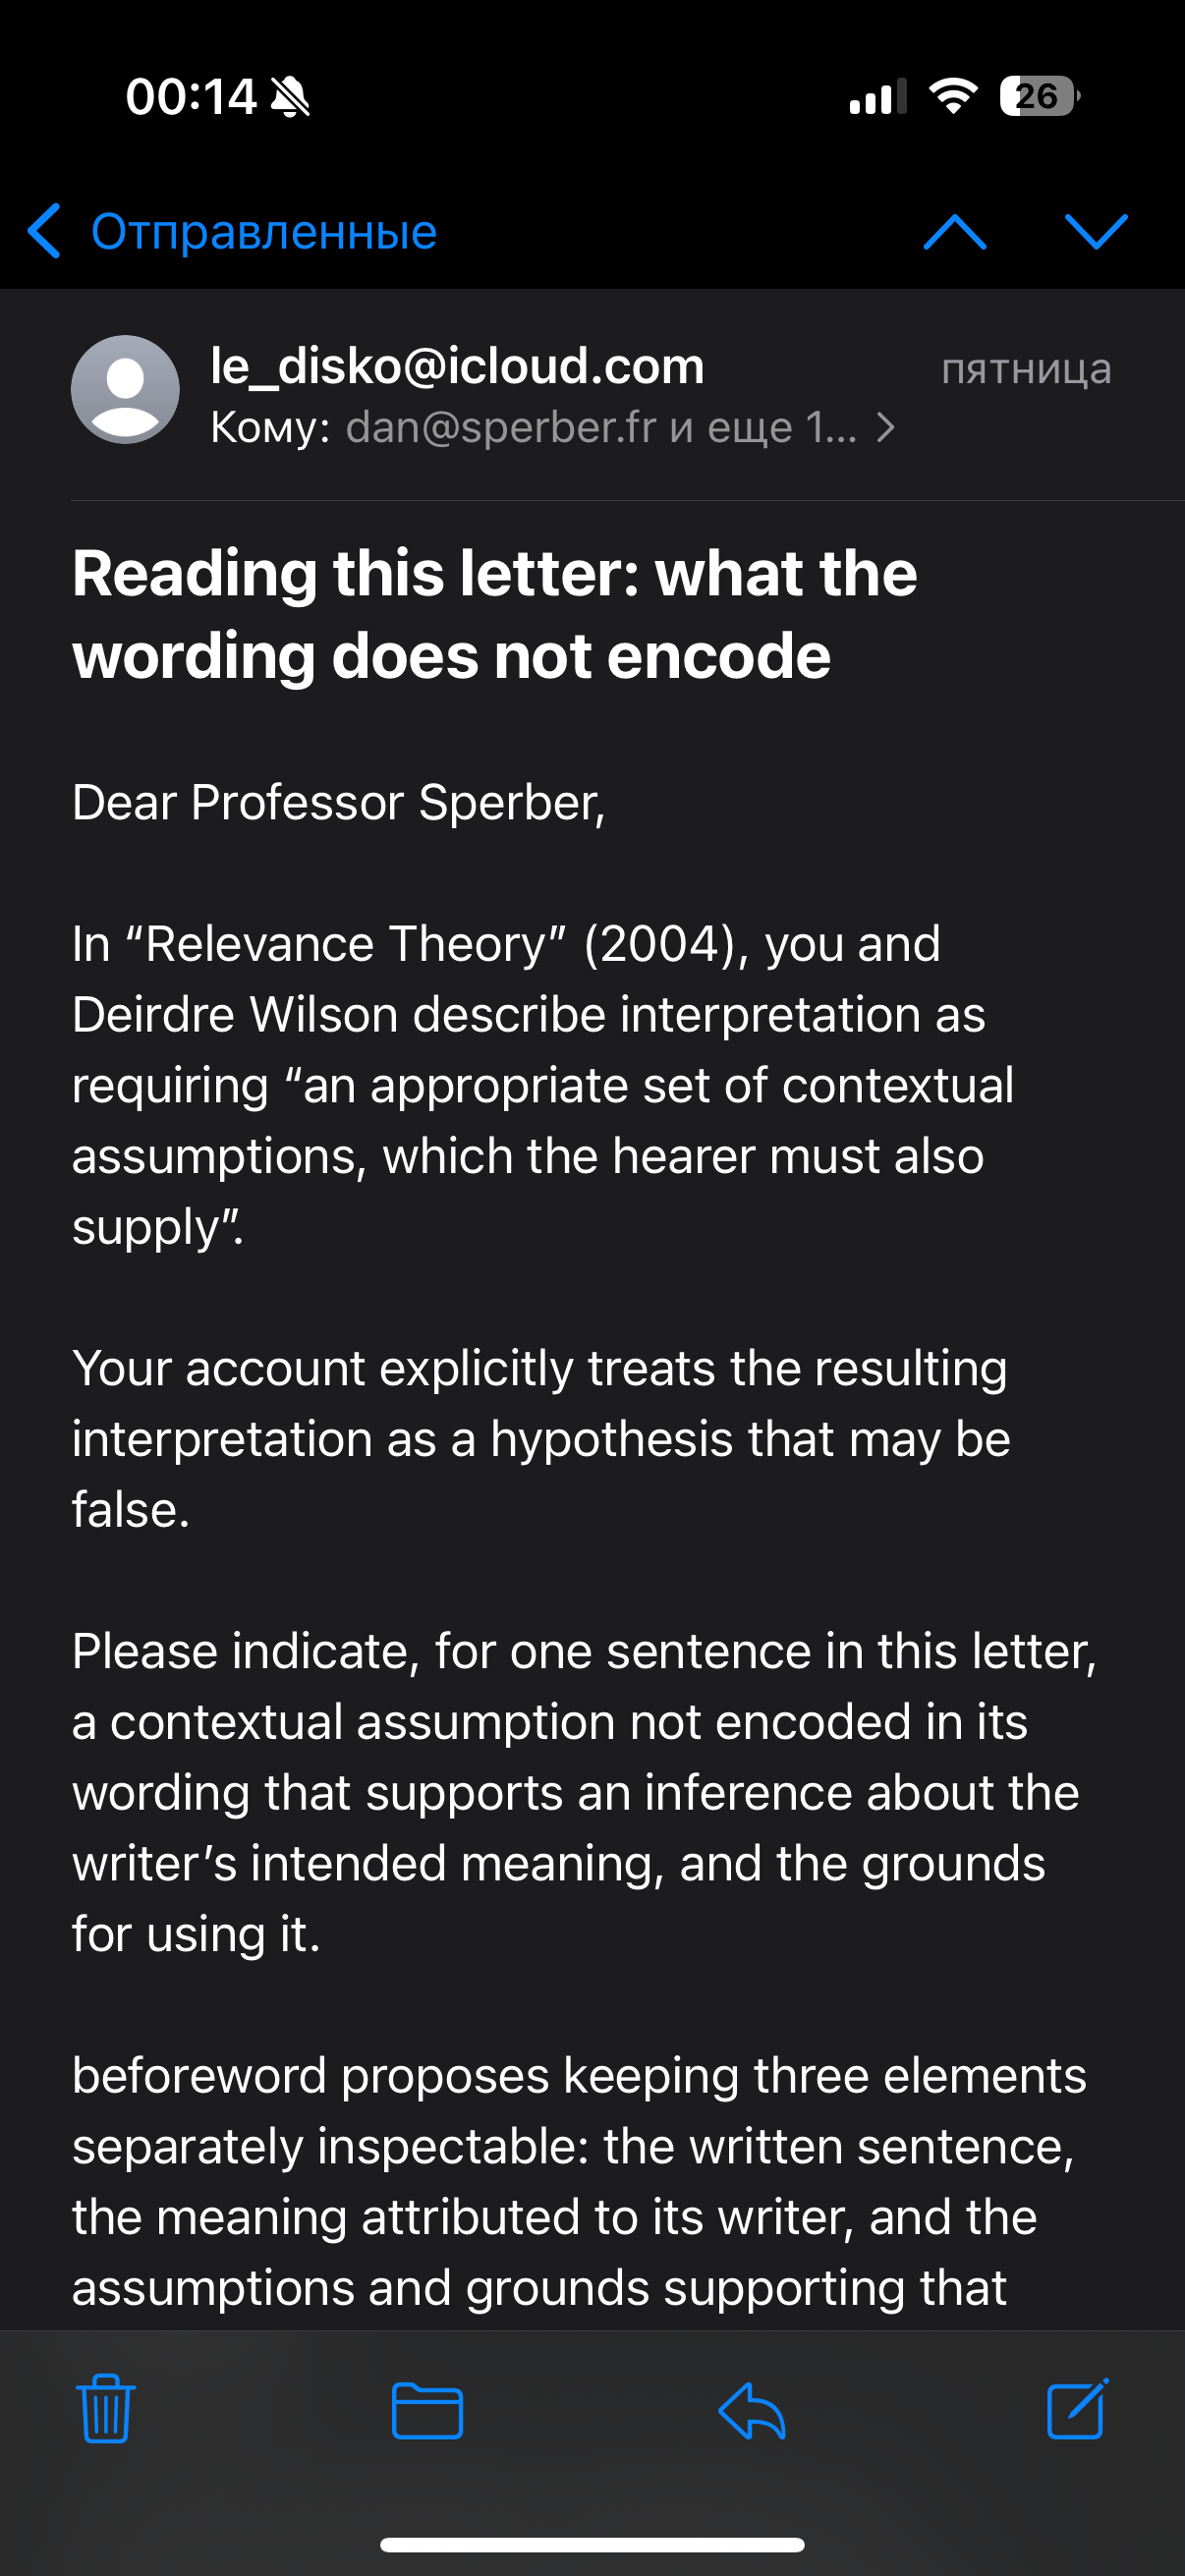 00:14
26
Отправленные
le_disko@icloud.com
пятница
Кому: dan@sperber.fr и еще 1...
Reading this letter: what the
wording does not encode
Dear Professor Sperber,
In “Relevance Theory” (2004), you and
Deirdre Wilson describe interpretation as
requiring “an appropriate set of contextual
assumptions, which the hearer must also
supply”.
Your account explicitly treats the resulting
interpretation as a hypothesis that may be
false.
Please indicate, for one sentence in this letter,
a contextual assumption not encoded in its
wording that supports an inference about the
writer’s intended meaning, and the grounds
for using it.
beforeword proposes keeping three elements
separately inspectable: the written sentence,
the meaning attributed to its writer, and the
assumptions and grounds supporting that